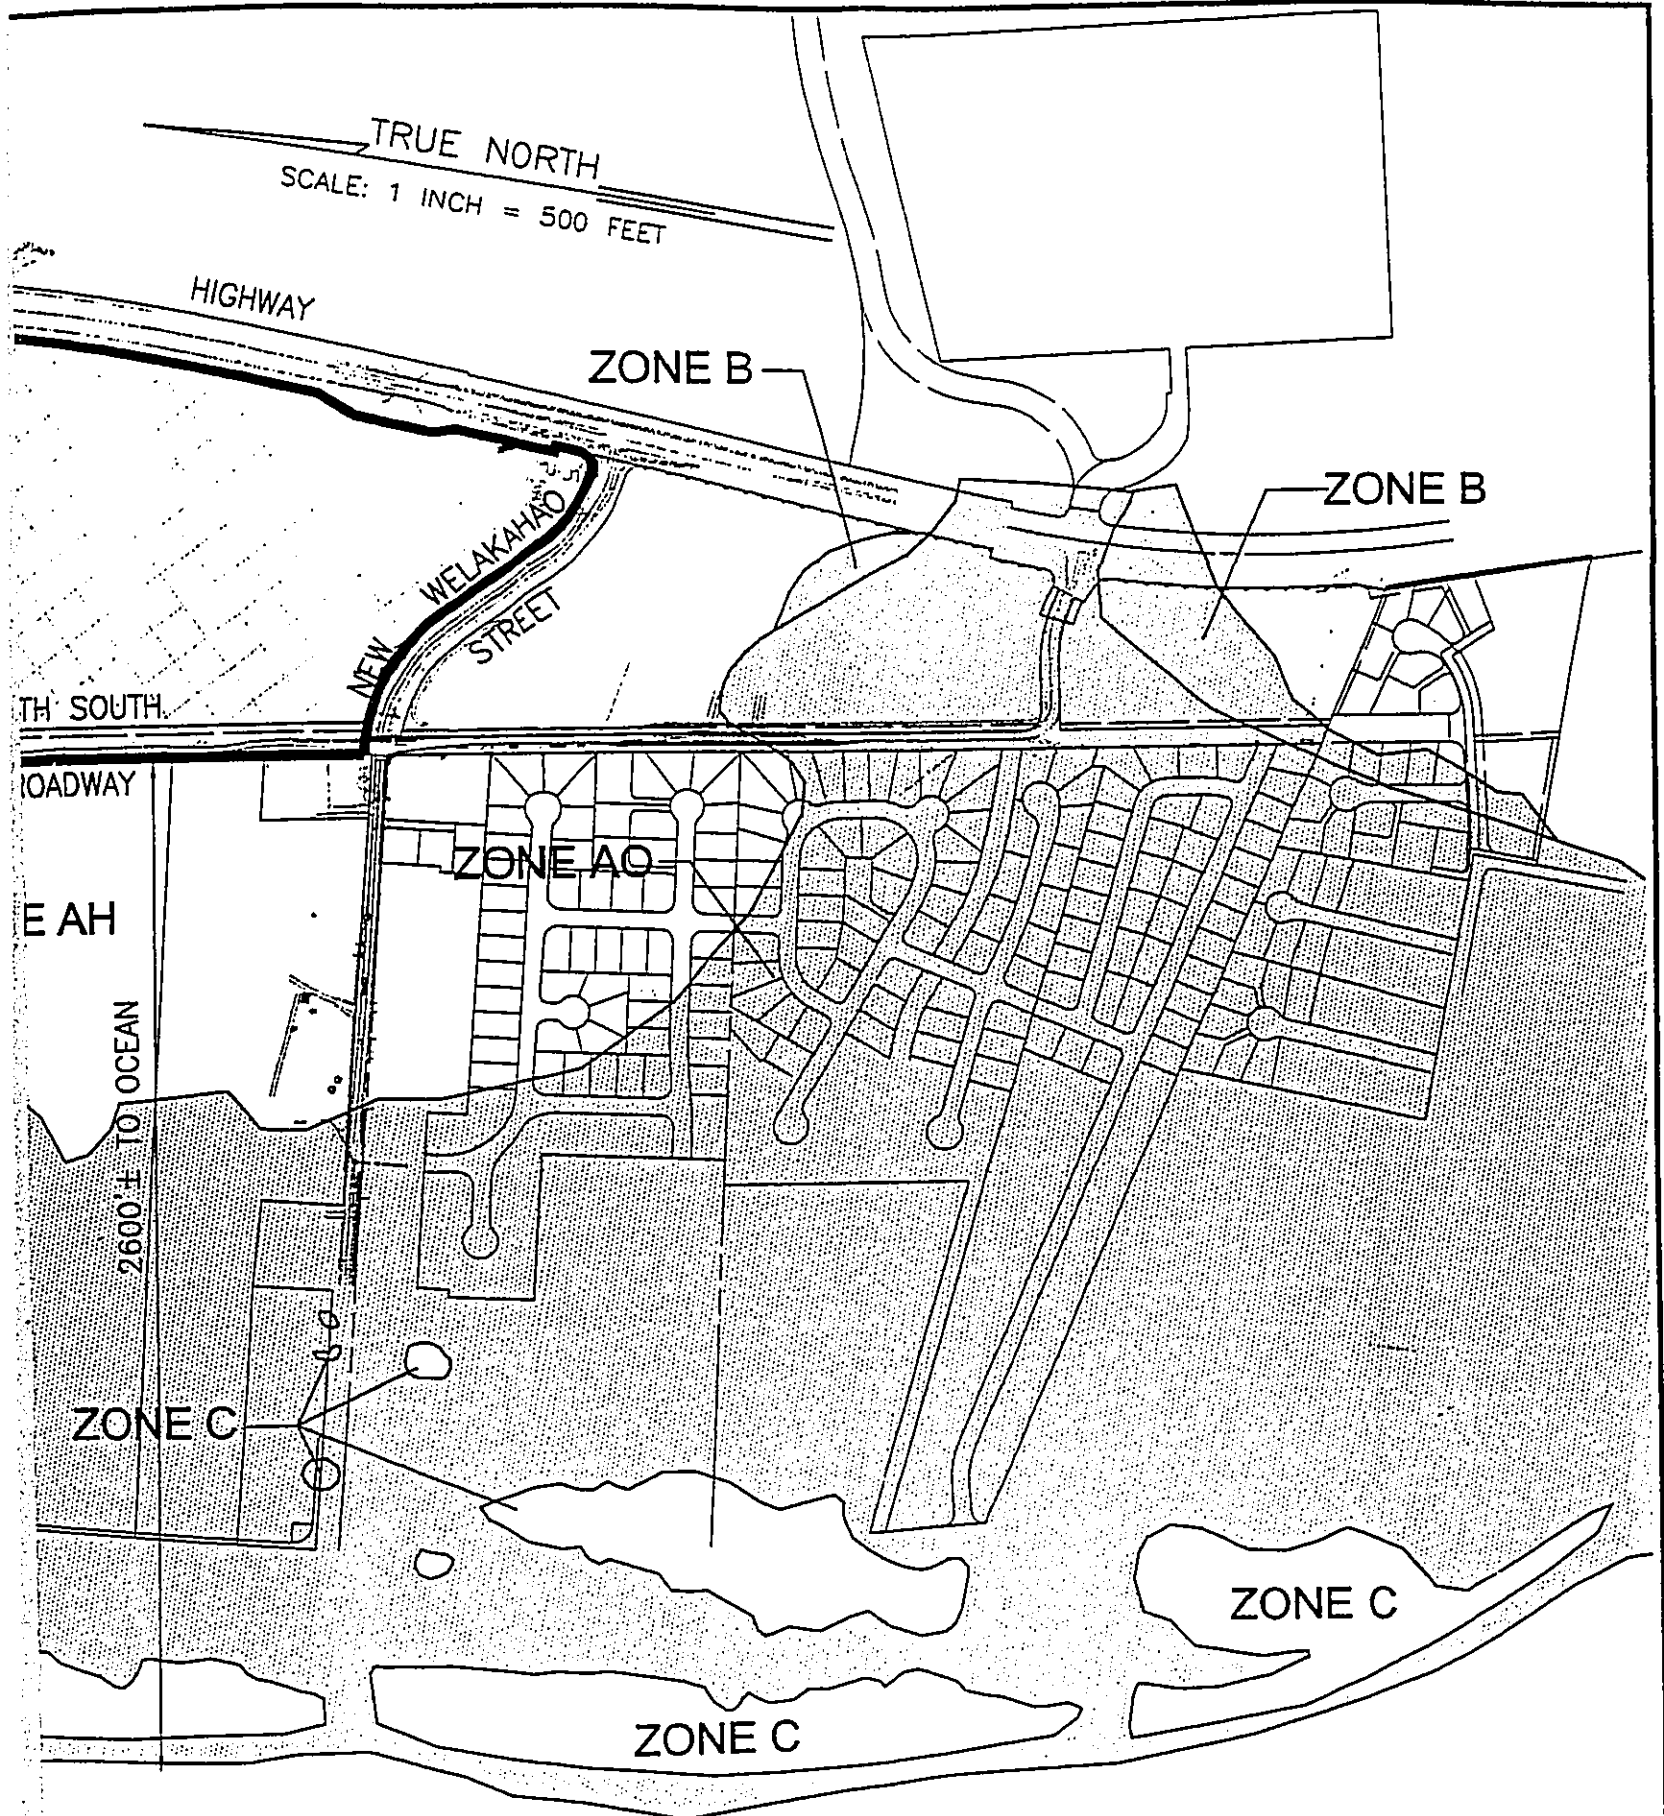 TRUE NORTH
SCALE: 1 INCH = 500 FEET
HIGHWAY
ZONE B
ZONE B
NEW WELAKAHAO
STREET
TH SOUTH
ROADWAY
ZONE AO
E AH
2600'± TO OCEAN
ZONE C
ZONE C
ZONE C